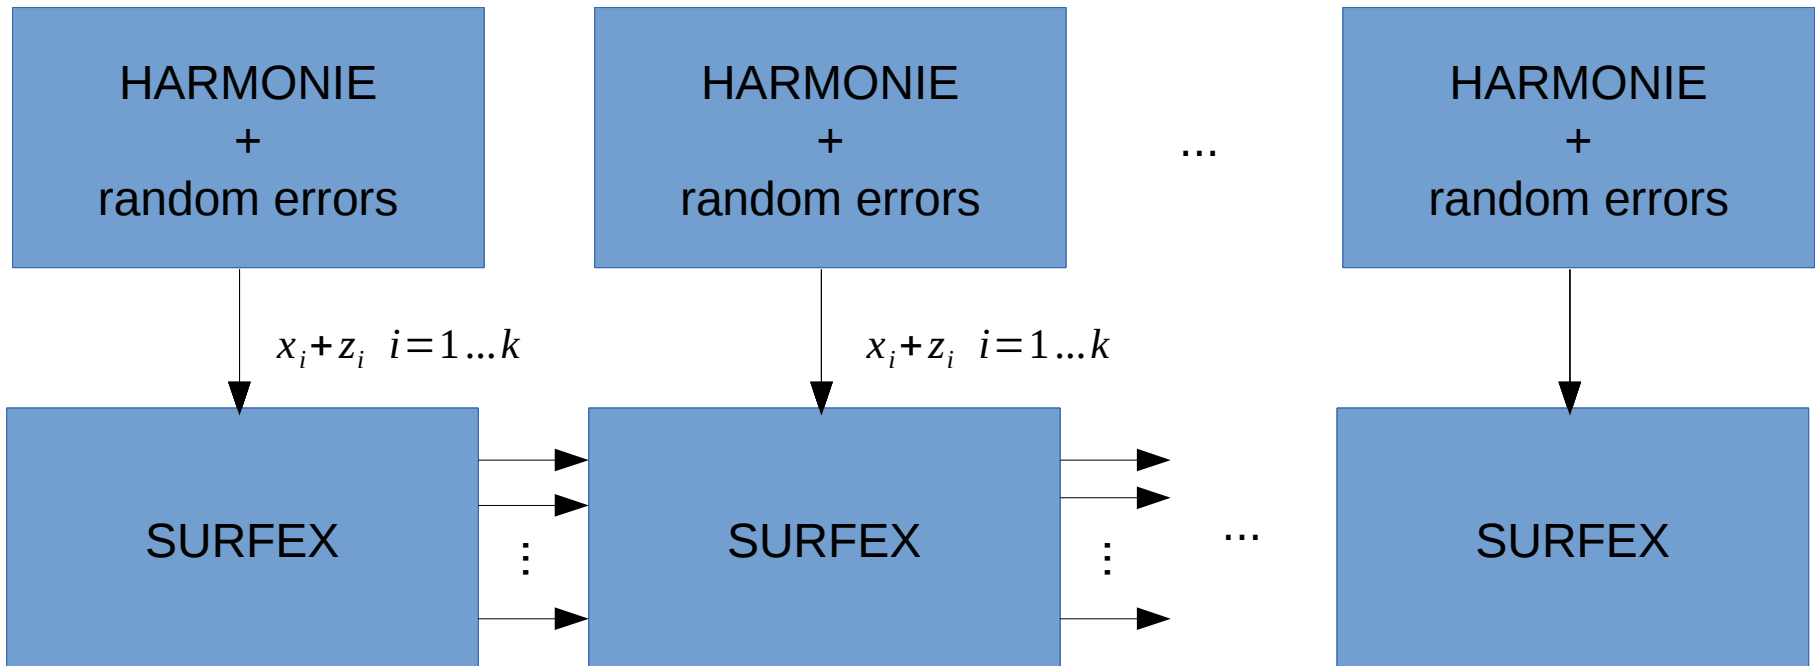 HARMONIE
+
random errors
HARMONIE
+
random errors
...
HARMONIE
+
random errors
x_i+z_i i=1...k
x_i+z_i i=1...k
SURFEX
⋮
SURFEX
⋮
...
SURFEX